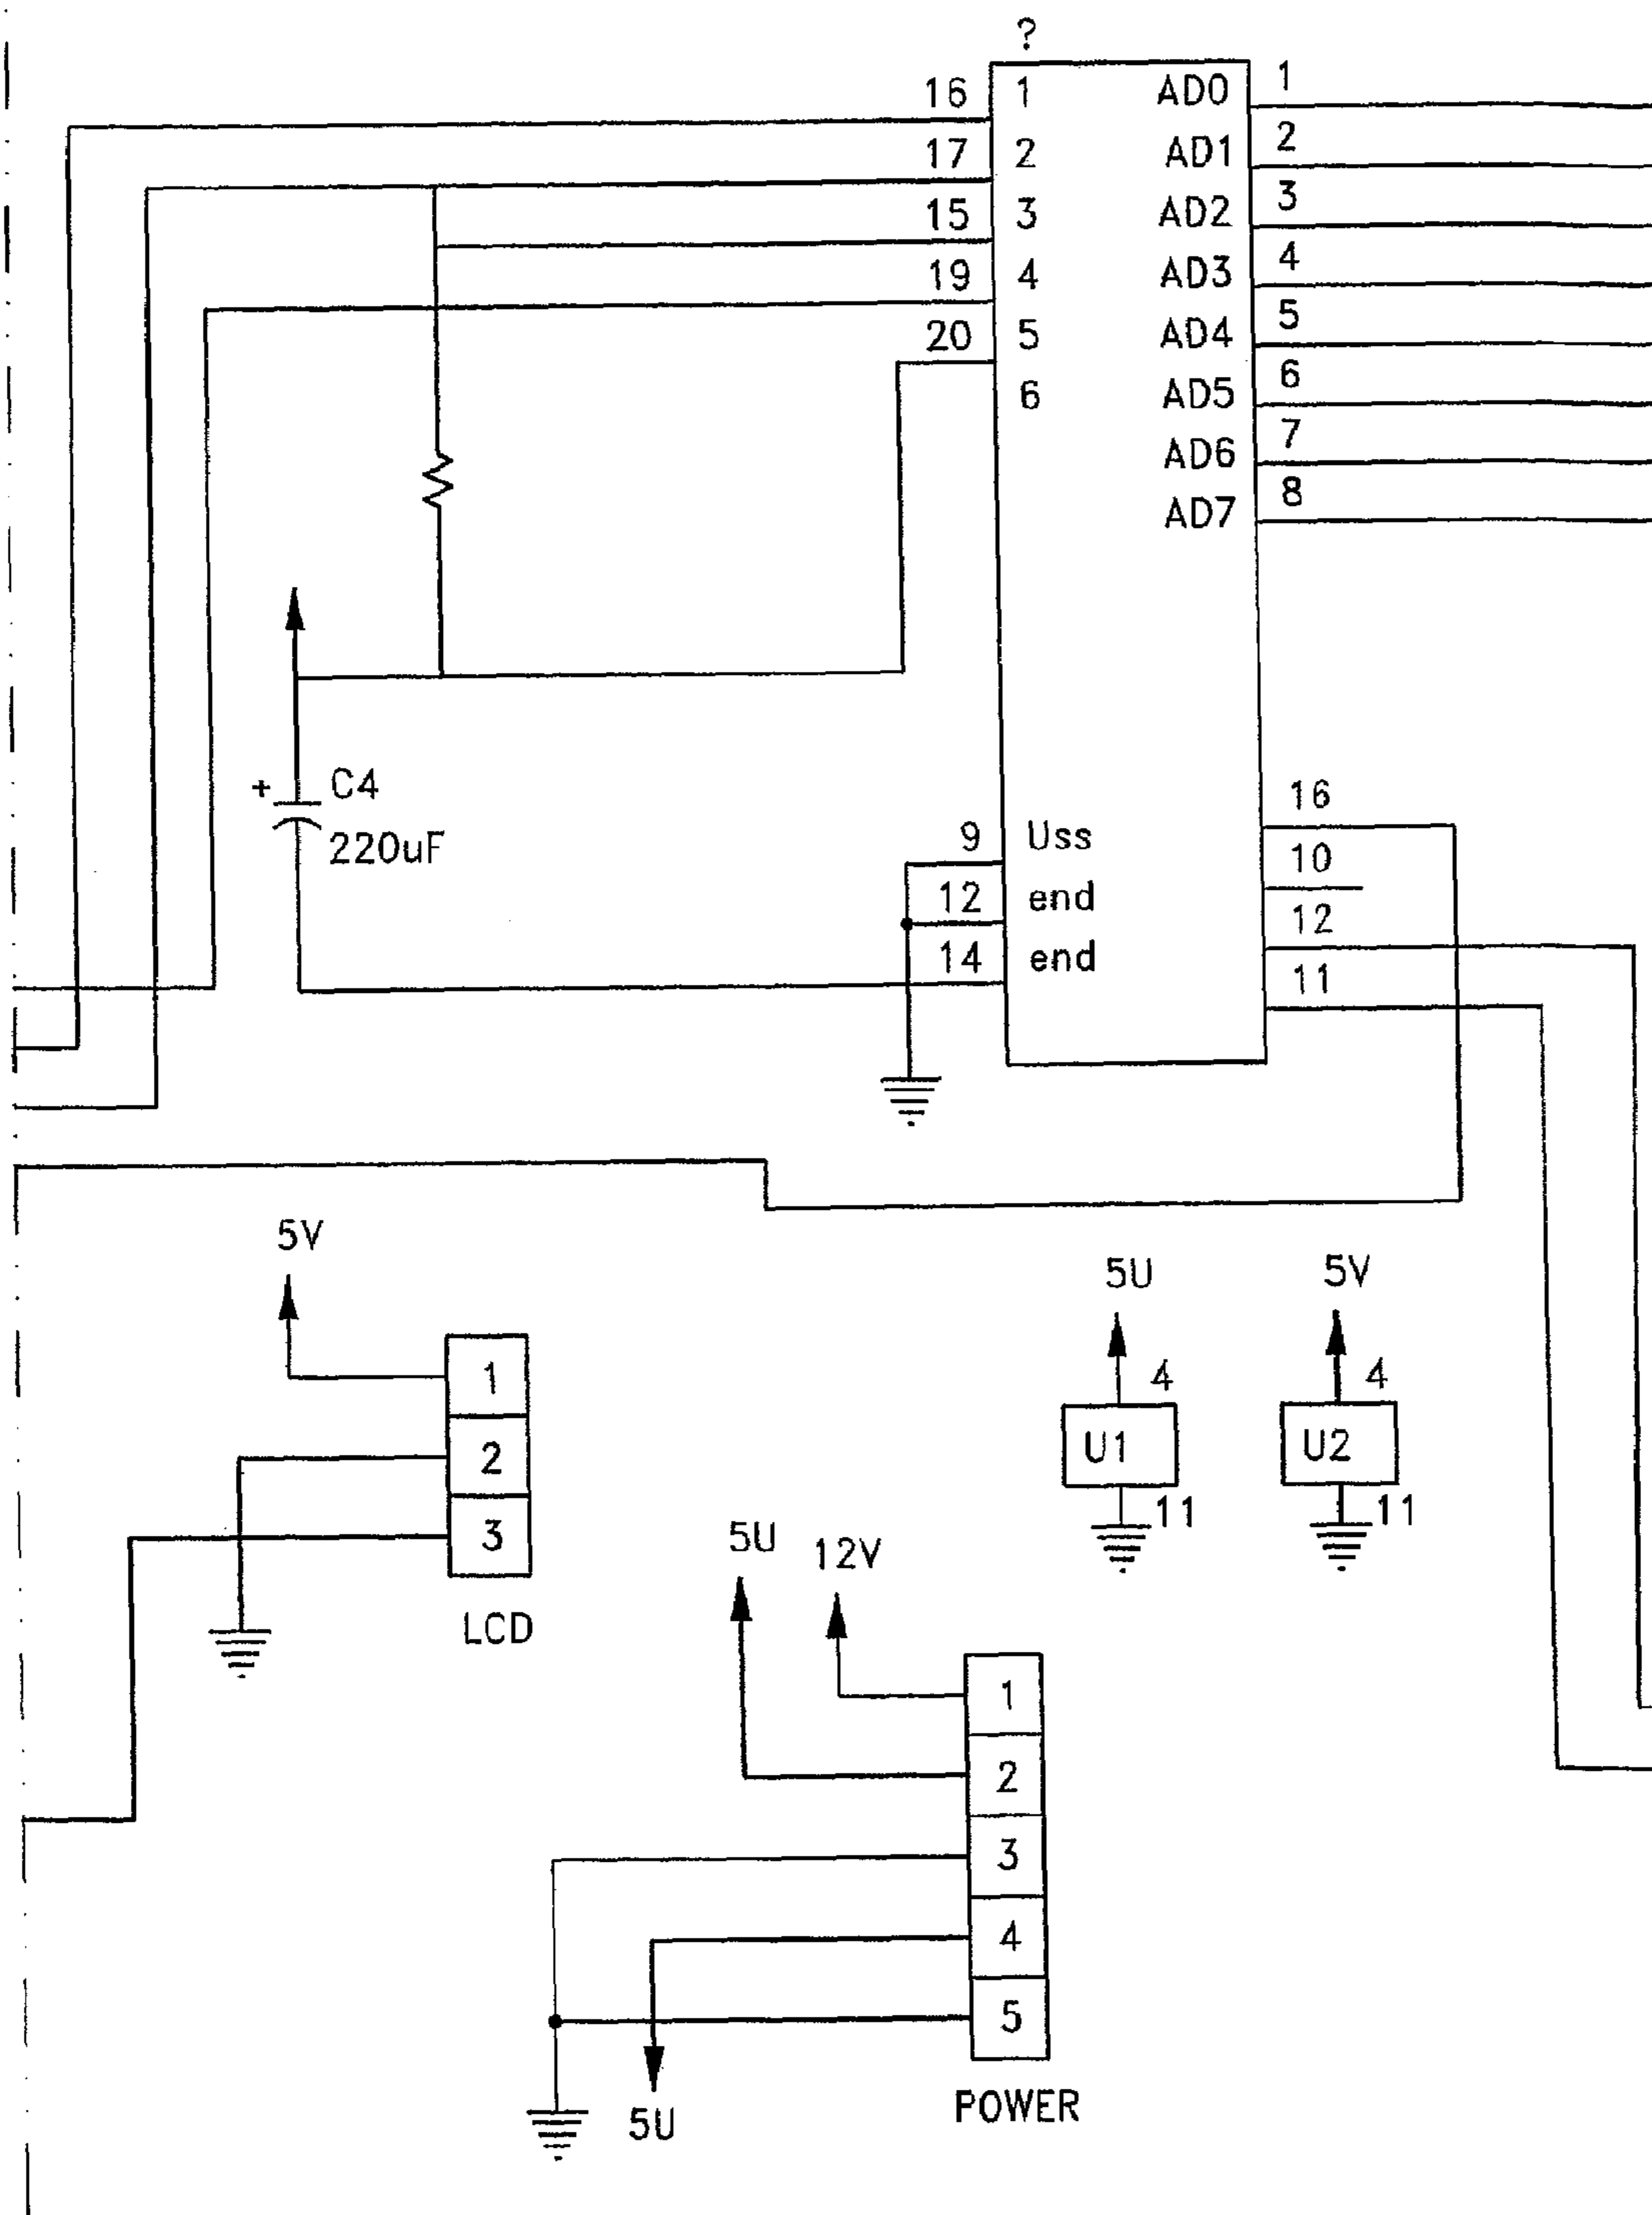 ?
16 1 AD0 1
17 2 AD1 2
15 3 AD2 3
19 4 AD3 4
20 5 AD4 5
6 AD5 6
AD6 7
AD7 8
+ C4
220uF
16
9 Uss
10
12 end
12
14 end
11
5V
5U
5V
4
4
1
U1
U2
2
11
11
3
5U
12V
LCD
1
2
3
4
5
POWER
5U